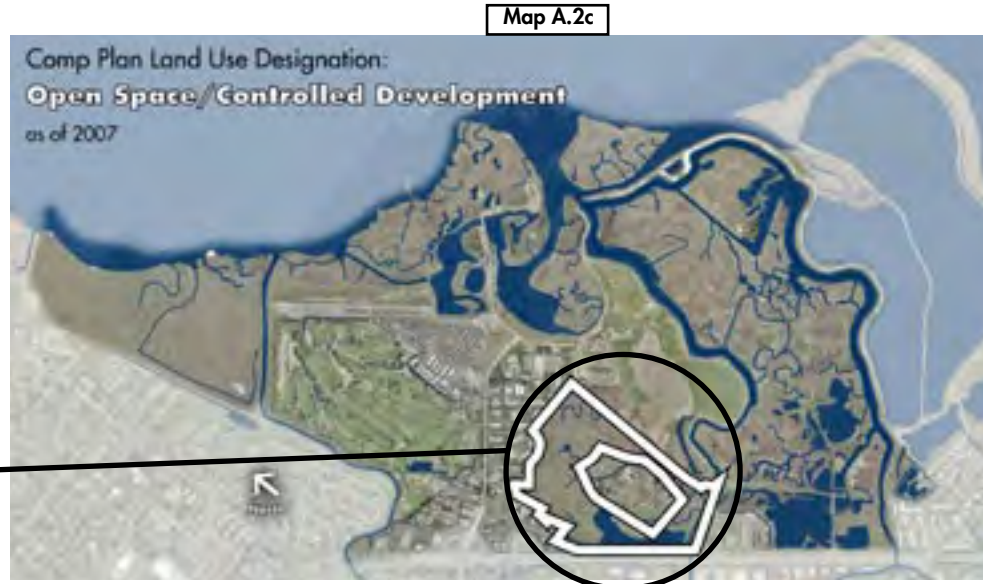 Map A.2c
Comp Plan Land Use Designation:
Open Space/Controlled Development
as of 2007